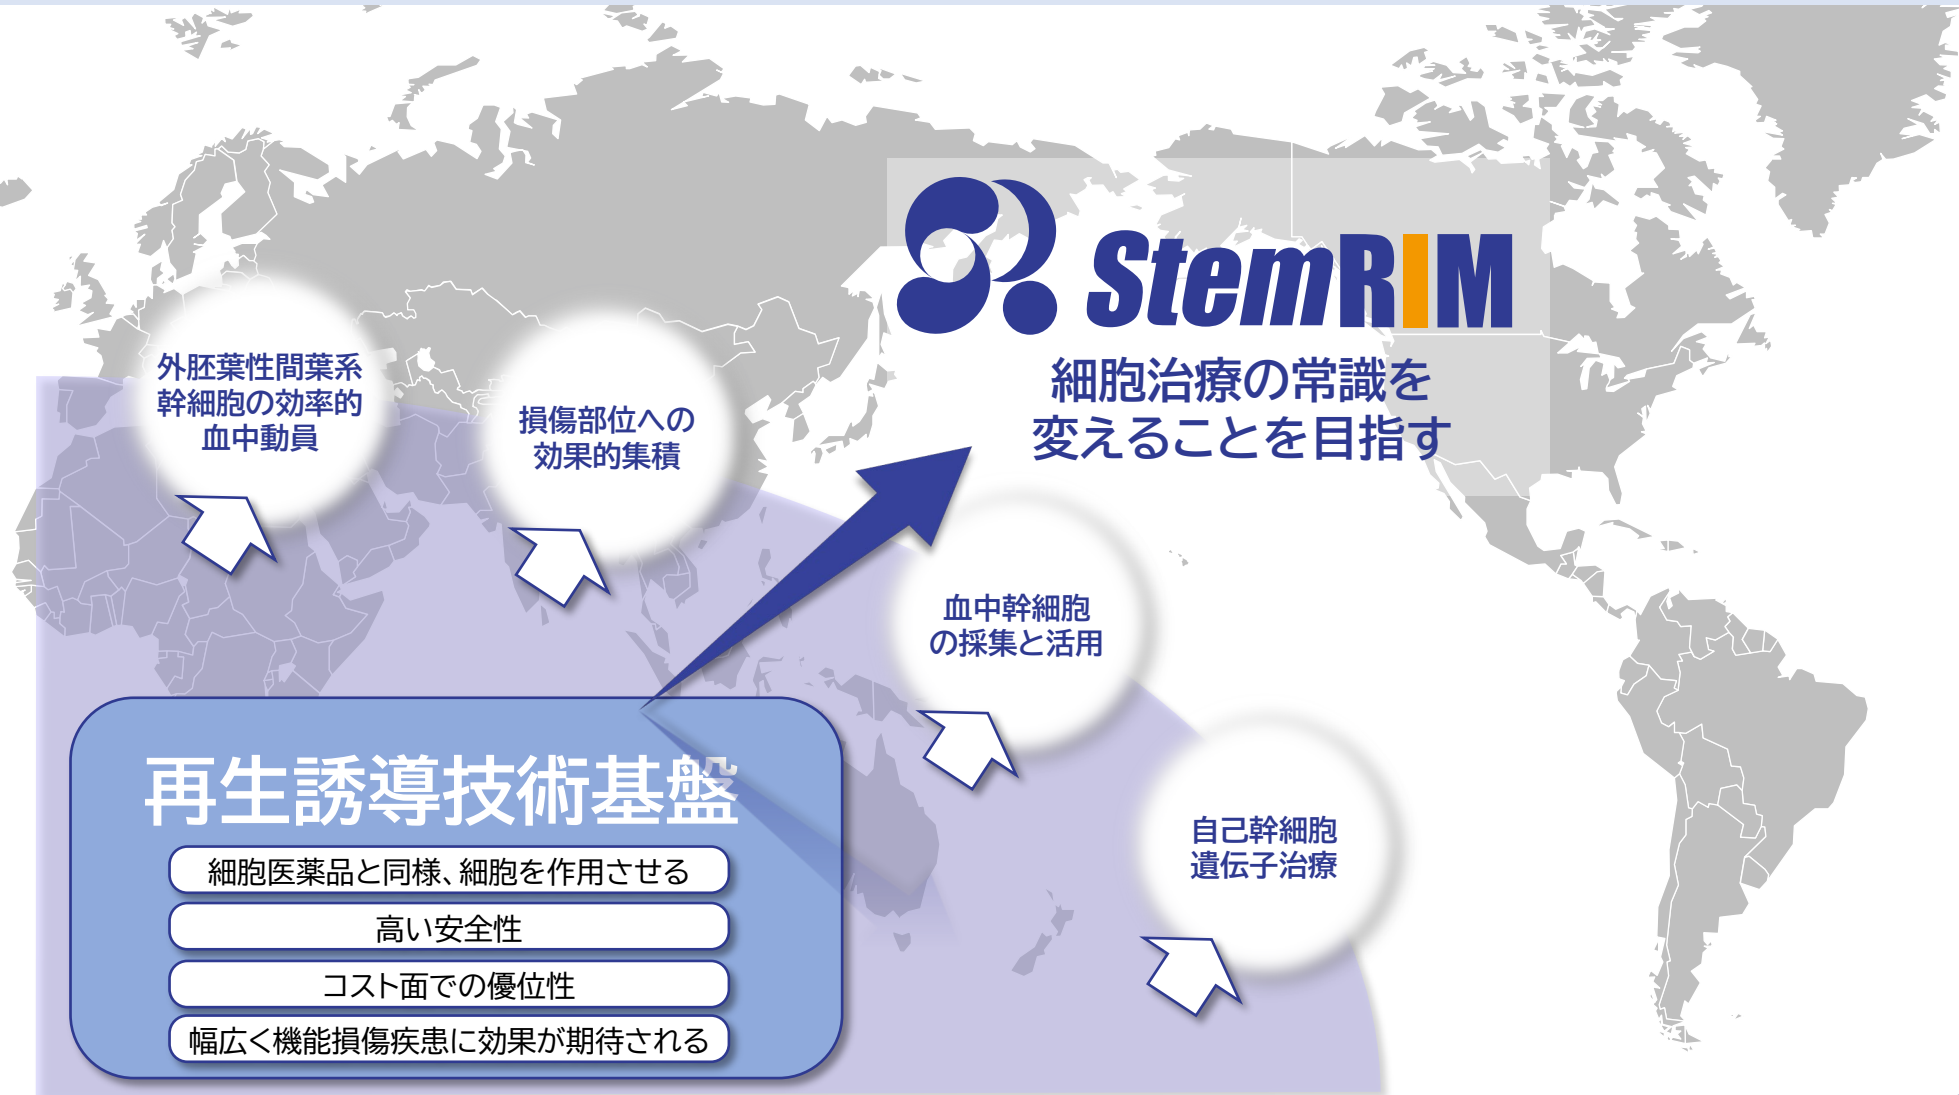 StemRIM
細胞治療の常識を
変えることを目指す
外胚葉性間葉系
幹細胞の効率的
血中動員
損傷部位への
効果的集積
血中幹細胞
の採集と活用
自己幹細胞
遺伝子治療
再生誘導技術基盤
細胞医薬品と同様、細胞を作用させる
高い安全性
コスト面での優位性
幅広く機能損傷疾患に効果が期待される